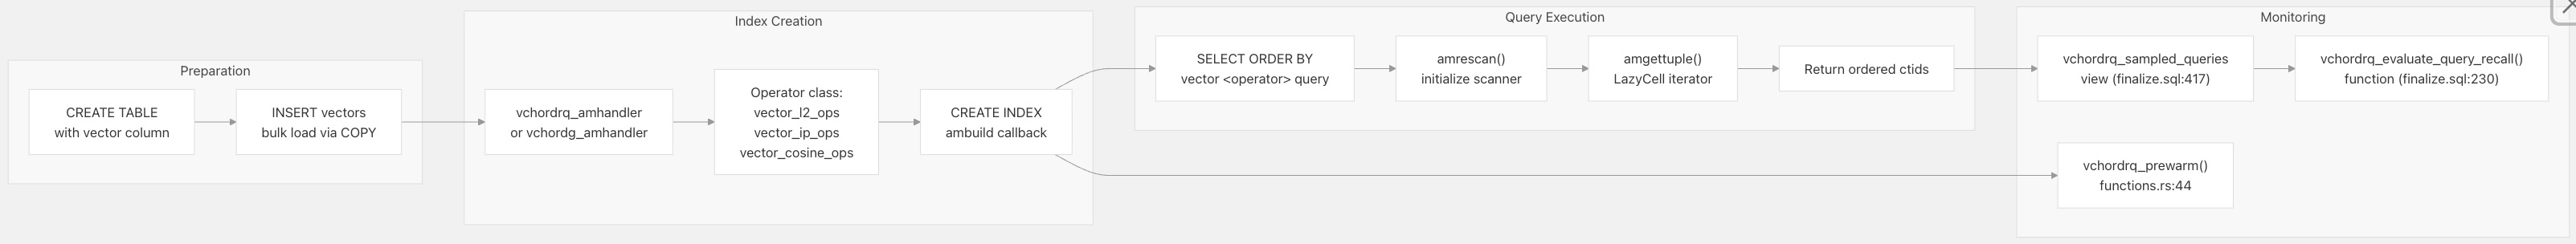 Preparation
CREATE TABLE
with vector column
INSERT vectors
bulk load via COPY
Index Creation
vchordrq_amhandler
or vchordg_amhandler
Operator class:
vector_l2_ops
vector_ip_ops
vector_cosine_ops
CREATE INDEX
ambuild callback
Query Execution
SELECT ORDER BY
vector <operator> query
amrescan()
initialize scanner
amgettuple()
LazyCell iterator
Return ordered ctids
Monitoring
vchordrq_sampled_queries
view (finalize.sql:417)
vchordrq_evaluate_query_recall()
function (finalize.sql:230)
vchordrq_prewarm()
functions.rs:44